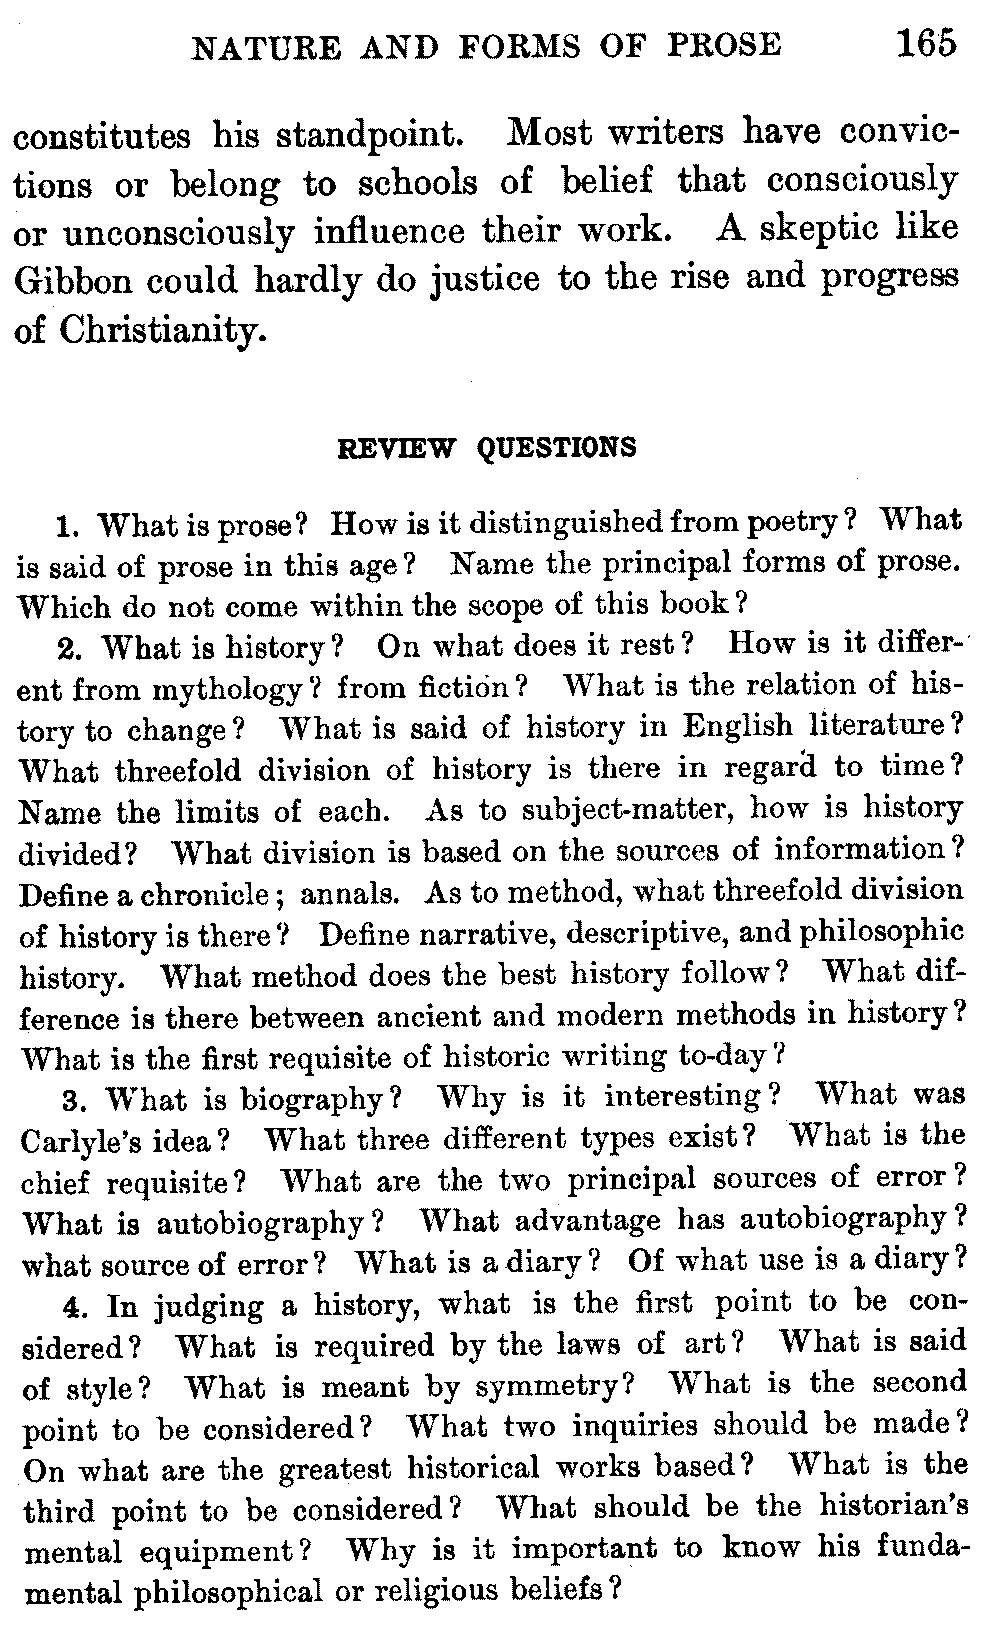 NATURE AND FORMS OF PROSE 165
constitutes his standpoint. Most writers have convic-
tions or belong to schools of belief that consciously
or unconsciously influence their work. A skeptic like
Gibbon could hardly do justice to the rise and progress
of Christianity.
REVIEW QUESTIONS
1. What is prose? How is it distinguished from poetry? What
is said of prose in this age? Name the principal forms of prose.
Which do not come within the scope of this book?
2. What is history? On what does it rest? How is it differ-
ent from mythology? from fiction? What is the relation of his-
tory to change? What is said of history in English literature?
What threefold division of history is there in regard to time?
Name the limits of each. As to subject-matter, how is history
divided? What division is based on the sources of information?
Define a chronicle; annals. As to method, what threefold division
of history is there? Define narrative, descriptive, and philosophic
history. What method does the best history follow? What dif-
ference is there between ancient and modern methods in history?
What is the first requisite of historic writing to-day?
3. What is biography? Why is it interesting? What was
Carlyle's idea? What three different types exist? What is the
chief requisite? What are the two principal sources of error?
What is autobiography? What advantage has autobiography?
what source of error? What is a diary? Of what use is a diary?
4. In judging a history, what is the first point to be con-
sidered? What is required by the laws of art? What is said
of style? What is meant by symmetry? What is the second
point to be considered? What two inquiries should be made?
On what are the greatest historical works based? What is the
third point to be considered? What should be the historian's
mental equipment? Why is it important to know his funda-
mental philosophical or religious beliefs?